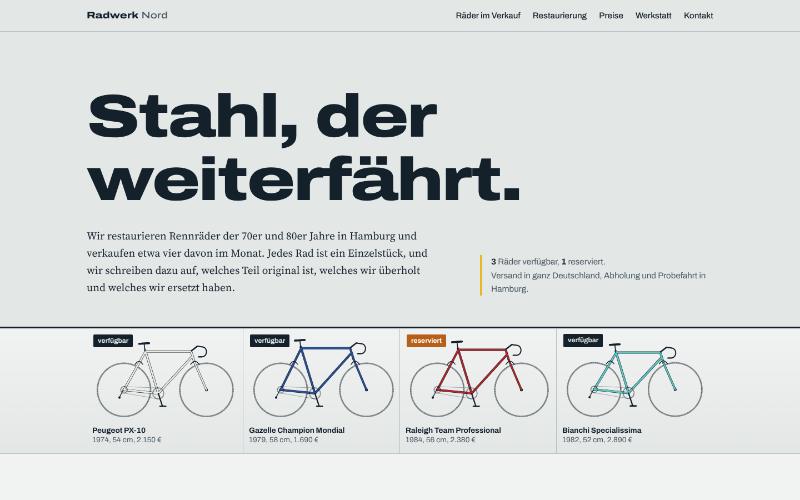 Radwerk Nord
Räder im Verkauf Restaurierung Preise Werkstatt Kontakt
Stahl, der
weiterfährt.
Wir restaurieren Rennräder der 70er und 80er Jahre in Hamburg und
verkaufen etwa vier davon im Monat. Jedes Rad ist ein Einzelstück, und
wir schreiben dazu auf, welches Teil original ist, welches wir überholt
und welches wir ersetzt haben.
3 Räder verfügbar, 1 reserviert.
Versand in ganz Deutschland, Abholung und Probefahrt in
Hamburg.
verfügbar
Peugeot PX-10
1974, 54 cm, 2.150 €
verfügbar
Gazelle Champion Mondial
1979, 58 cm, 1.690 €
reserviert
Raleigh Team Professional
1984, 56 cm, 2.380 €
verfügbar
Bianchi Specialissima
1982, 52 cm, 2.890 €